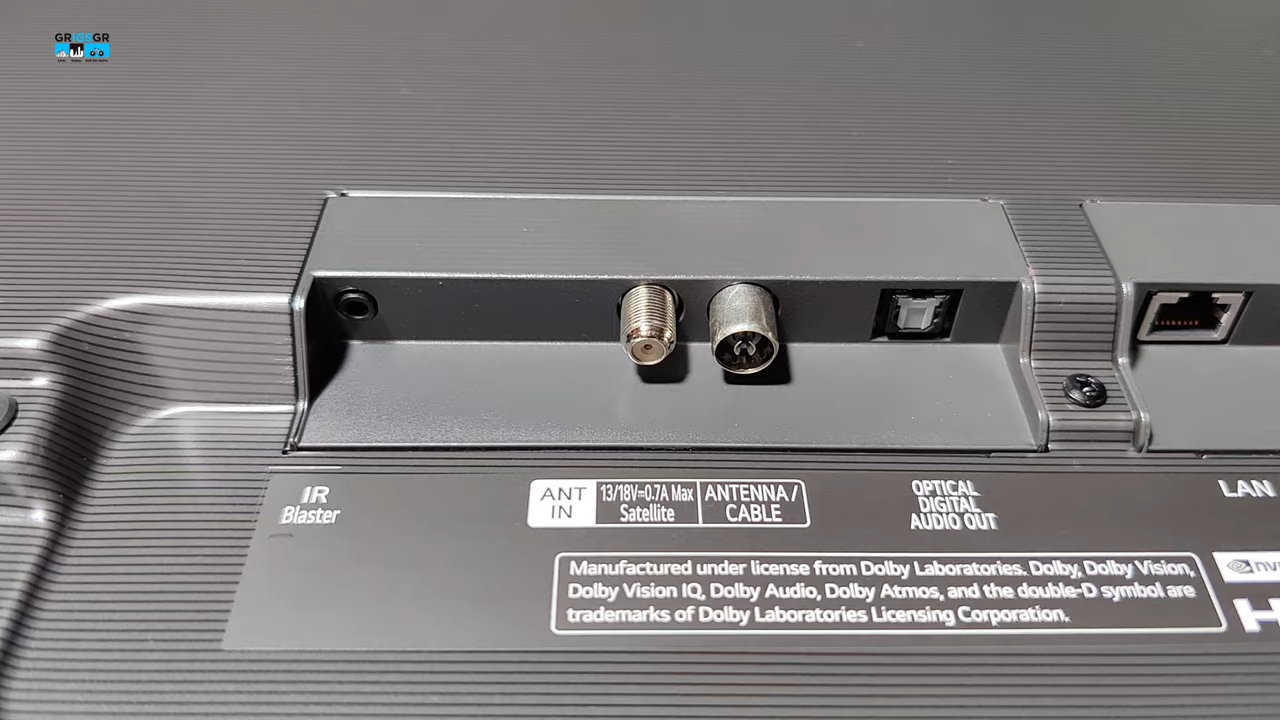 GRIGSGR
IR
Blaster
ANT
IN
13/18V⎓0.7A Max
Satellite
ANTENNA /
CABLE
OPTICAL
DIGITAL
AUDIO OUT
LAN
Manufactured under license from Dolby Laboratories. Dolby, Dolby Vision,
Dolby Vision IQ, Dolby Audio, Dolby Atmos, and the double-D symbol are
trademarks of Dolby Laboratories Licensing Corporation.